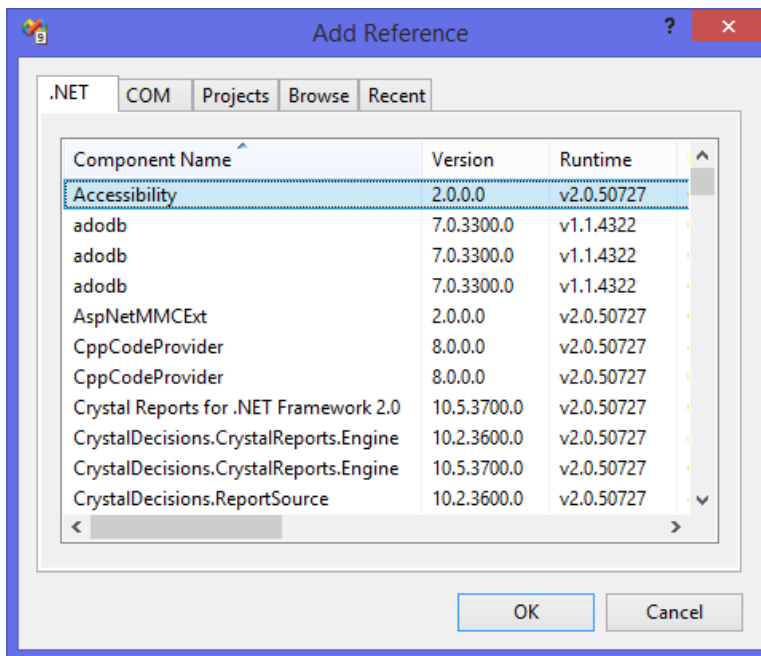 9
Add Reference
?
.NET COM Projects Browse Recent
Component Name Version Runtime
Accessibility 2.0.0.0 v2.0.50727
adodb 7.0.3300.0 v1.1.4322
adodb 7.0.3300.0 v1.1.4322
adodb 7.0.3300.0 v1.1.4322
AspNetMMCExt 2.0.0.0 v2.0.50727
CppCodeProvider 8.0.0.0 v2.0.50727
CppCodeProvider 8.0.0.0 v2.0.50727
Crystal Reports for .NET Framework 2.0 10.5.3700.0 v2.0.50727
CrystalDecisions.CrystalReports.Engine 10.2.3600.0 v2.0.50727
CrystalDecisions.CrystalReports.Engine 10.5.3700.0 v2.0.50727
CrystalDecisions.ReportSource 10.2.3600.0 v2.0.50727
OK Cancel